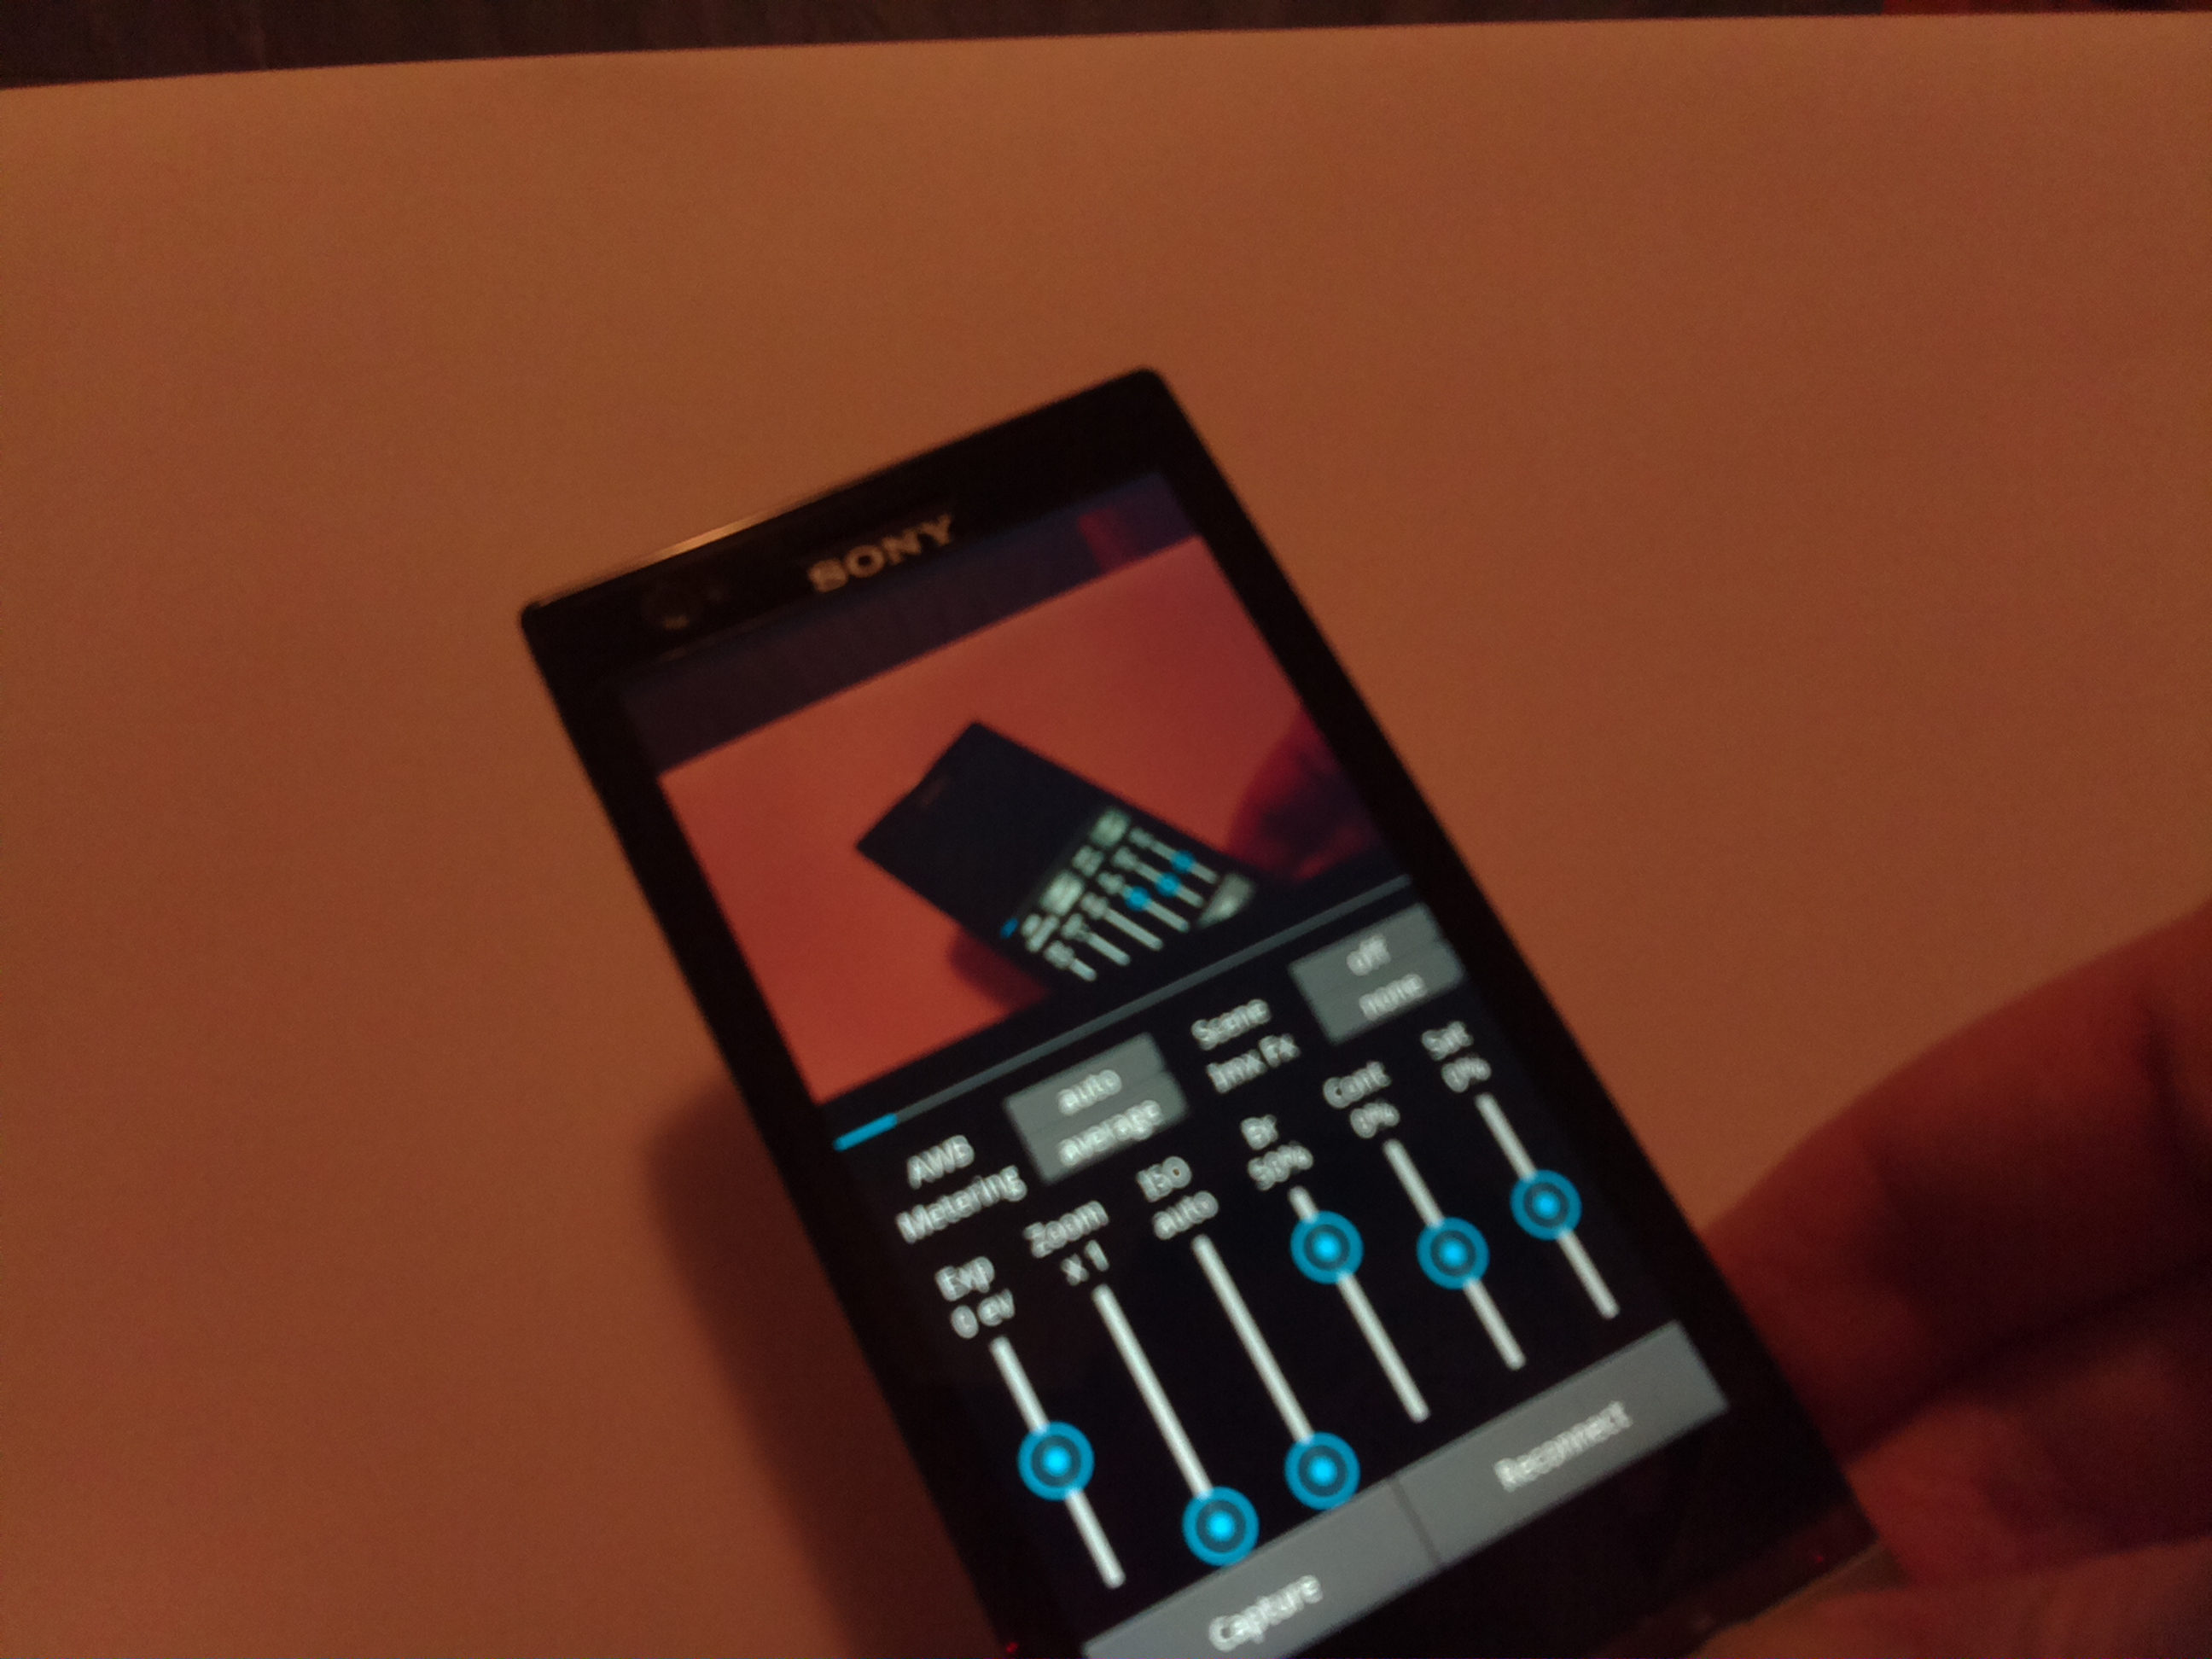 SONY
AWB auto Scene off
Metering average Imx Fx none
Exp Zoom ISO Br Cont Sat
0 ev x 1 auto 50% 0% 0%
Capture Reconnect